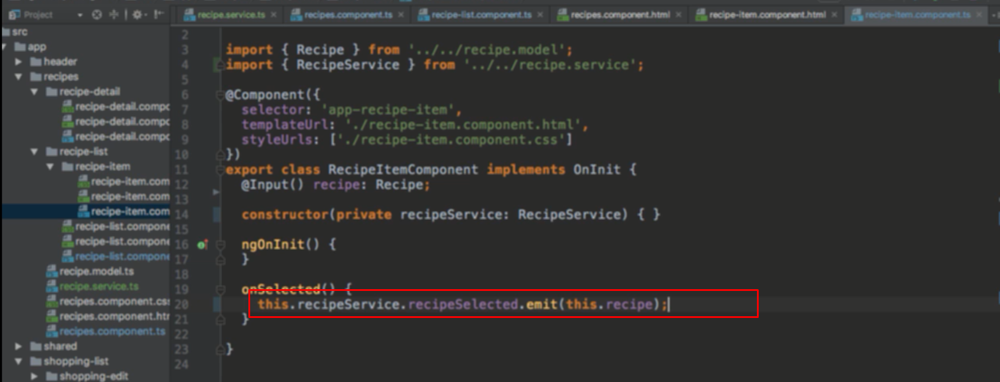 Project
recipe.service.ts
recipes.component.ts
recipe-list.component.ts
recipes.component.html
recipe-item.component.html
recipe-item.component.ts
src
app
header
recipes
recipe-detail
recipe-detail.compo
recipe-detail.compo
recipe-detail.compo
recipe-list
recipe-item
recipe-item.com
recipe-item.com
recipe-item.com
recipe-list.compone
recipe-list.compone
recipe-list.compone
recipe.model.ts
recipe.service.ts
recipes.component.css
recipes.component.htm
recipes.component.ts
shared
shopping-list
shopping-edit
2
3 import { Recipe } from '../../recipe.model';
4 import { RecipeService } from '../../recipe.service';
5
6 @Component({
7 selector: 'app-recipe-item',
8 templateUrl: './recipe-item.component.html',
9 styleUrls: ['./recipe-item.component.css']
10 })
11 export class RecipeItemComponent implements OnInit {
12 @Input() recipe: Recipe;
13
14 constructor(private recipeService: RecipeService) { }
15
16 ngOnInit() {
17 }
18
19 onSelected() {
20 this.recipeService.recipeSelected.emit(this.recipe);
21 }
22
23 }
24